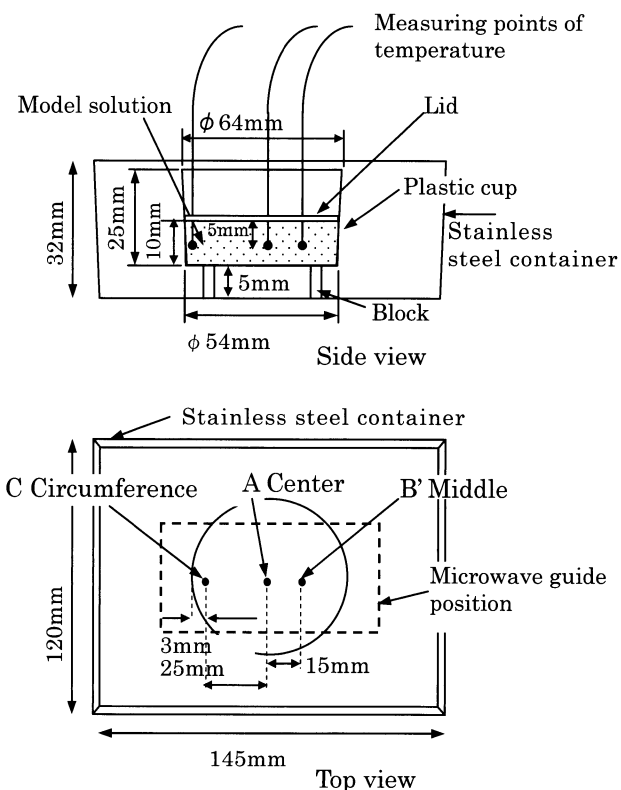 Measuring points of
temperature
Model solution
ϕ 64mm
Lid
Plastic cup
32mm
25mm
10mm
5mm
Stainless
steel container
5mm
Block
ϕ 54mm
Side view
Stainless steel container
C Circumference
A Center
B' Middle
Microwave guide
position
120mm
3mm
25mm
15mm
145mm
Top view